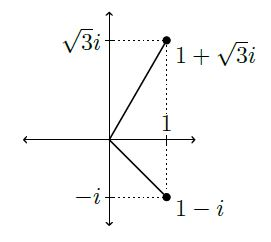 √3i
1 + √3i
1
−i
1 − i